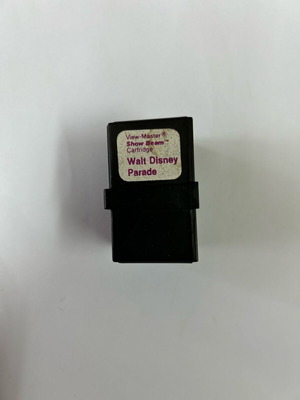 View-Master®
Show Beam™
Cartridge
Walt Disney
Parade